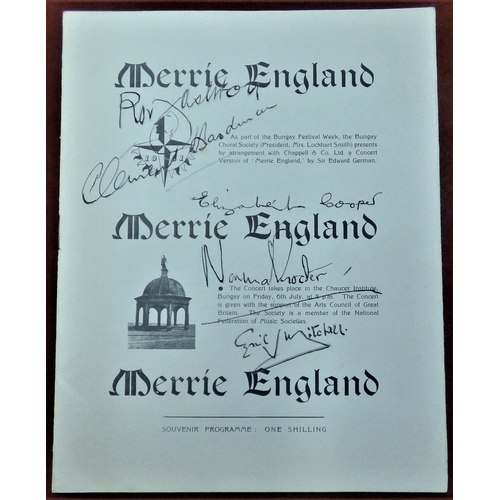 Merrie England
Roy Ashton
As part of the Bungay Festival Week, the Bungay
Choral Society (President, Mrs. Lockhart Smith) presents
by arrangement with Chappell & Co. Ltd. a Concert
Version of 'Merrie England,' by Sir Edward German.
Clement Hardman
Elizabeth Cooper
Merrie England
Norma Procter
● The Concert takes place in the Chaucer Institute,
Bungay on Friday, 6th July, at 8 p.m. The Concert
is given with the support of the Arts Council of Great
Britain. The Society is a member of the National
Federation of Music Societies.
Eric J Mitchell.
Merrie England
SOUVENIR PROGRAMME: ONE SHILLING